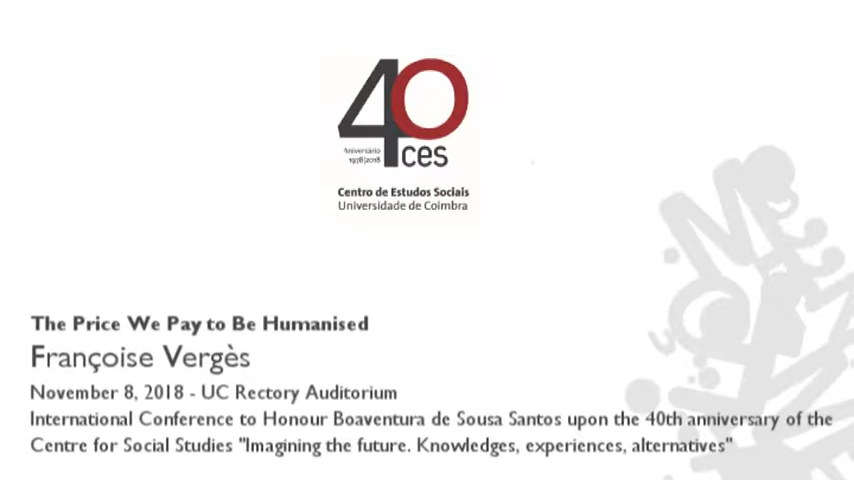 40
Aniversário
1978|2018
ces
Centro de Estudos Sociais
Universidade de Coimbra
The Price We Pay to Be Humanised
Françoise Vergès
November 8, 2018 - UC Rectory Auditorium
International Conference to Honour Boaventura de Sousa Santos upon the 40th anniversary of the
Centre for Social Studies "Imagining the future. Knowledges, experiences, alternatives"